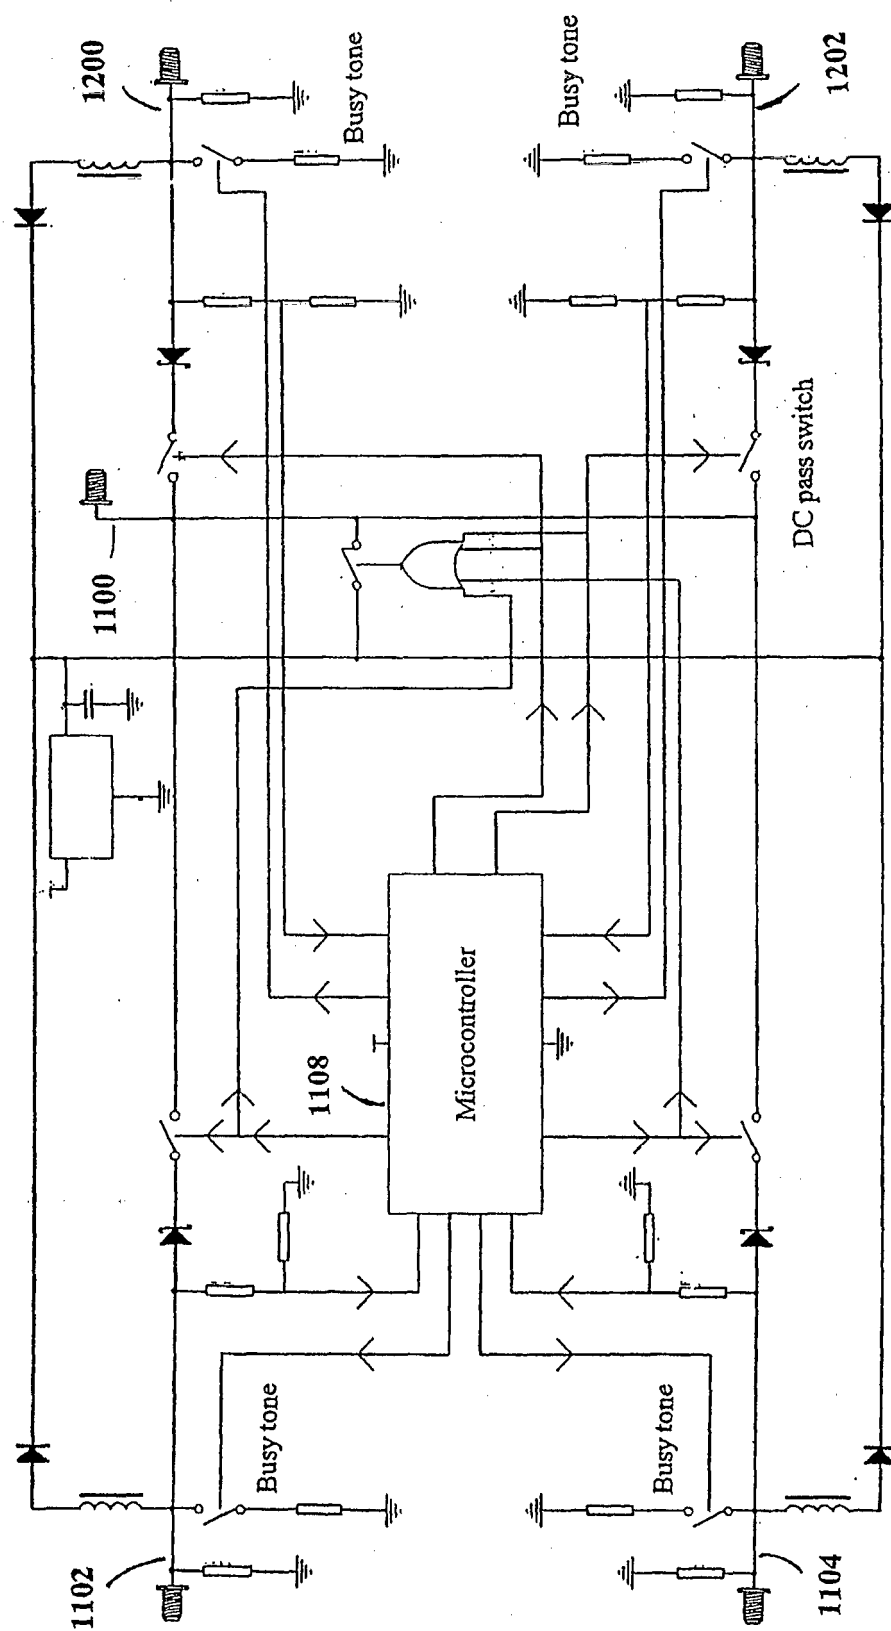 1200
Busy tone
Busy tone
1202
1100
DC pass switch
1108
Microcontroller
1102
Busy tone
Busy tone
1104